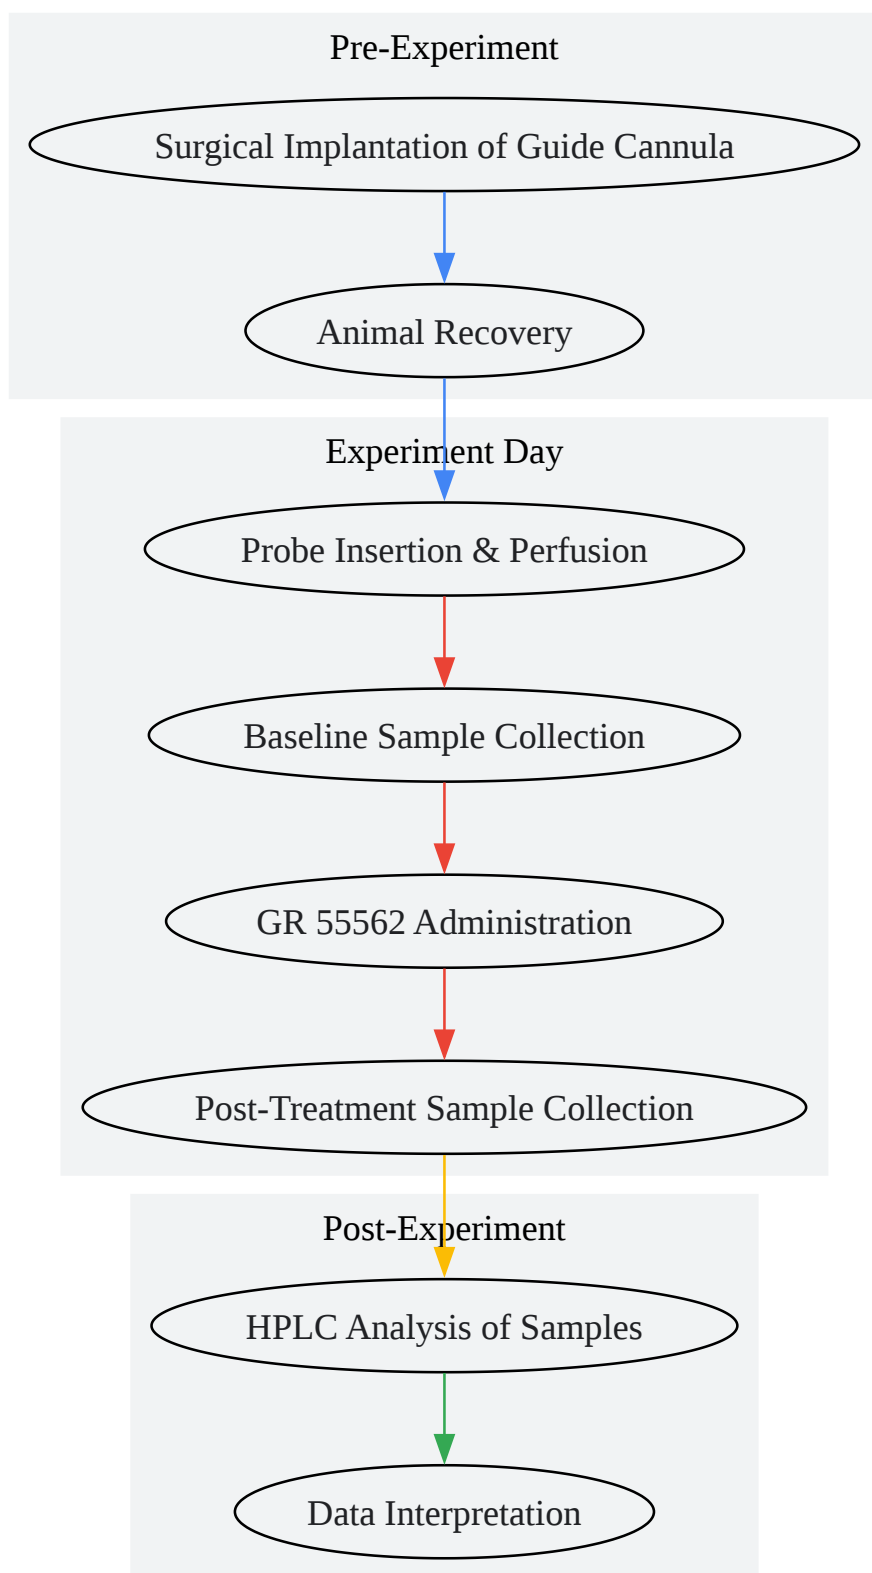 Pre-Experiment
Surgical Implantation of Guide Cannula
Animal Recovery
Experiment Day
Probe Insertion & Perfusion
Baseline Sample Collection
GR 55562 Administration
Post-Treatment Sample Collection
Post-Experiment
HPLC Analysis of Samples
Data Interpretation